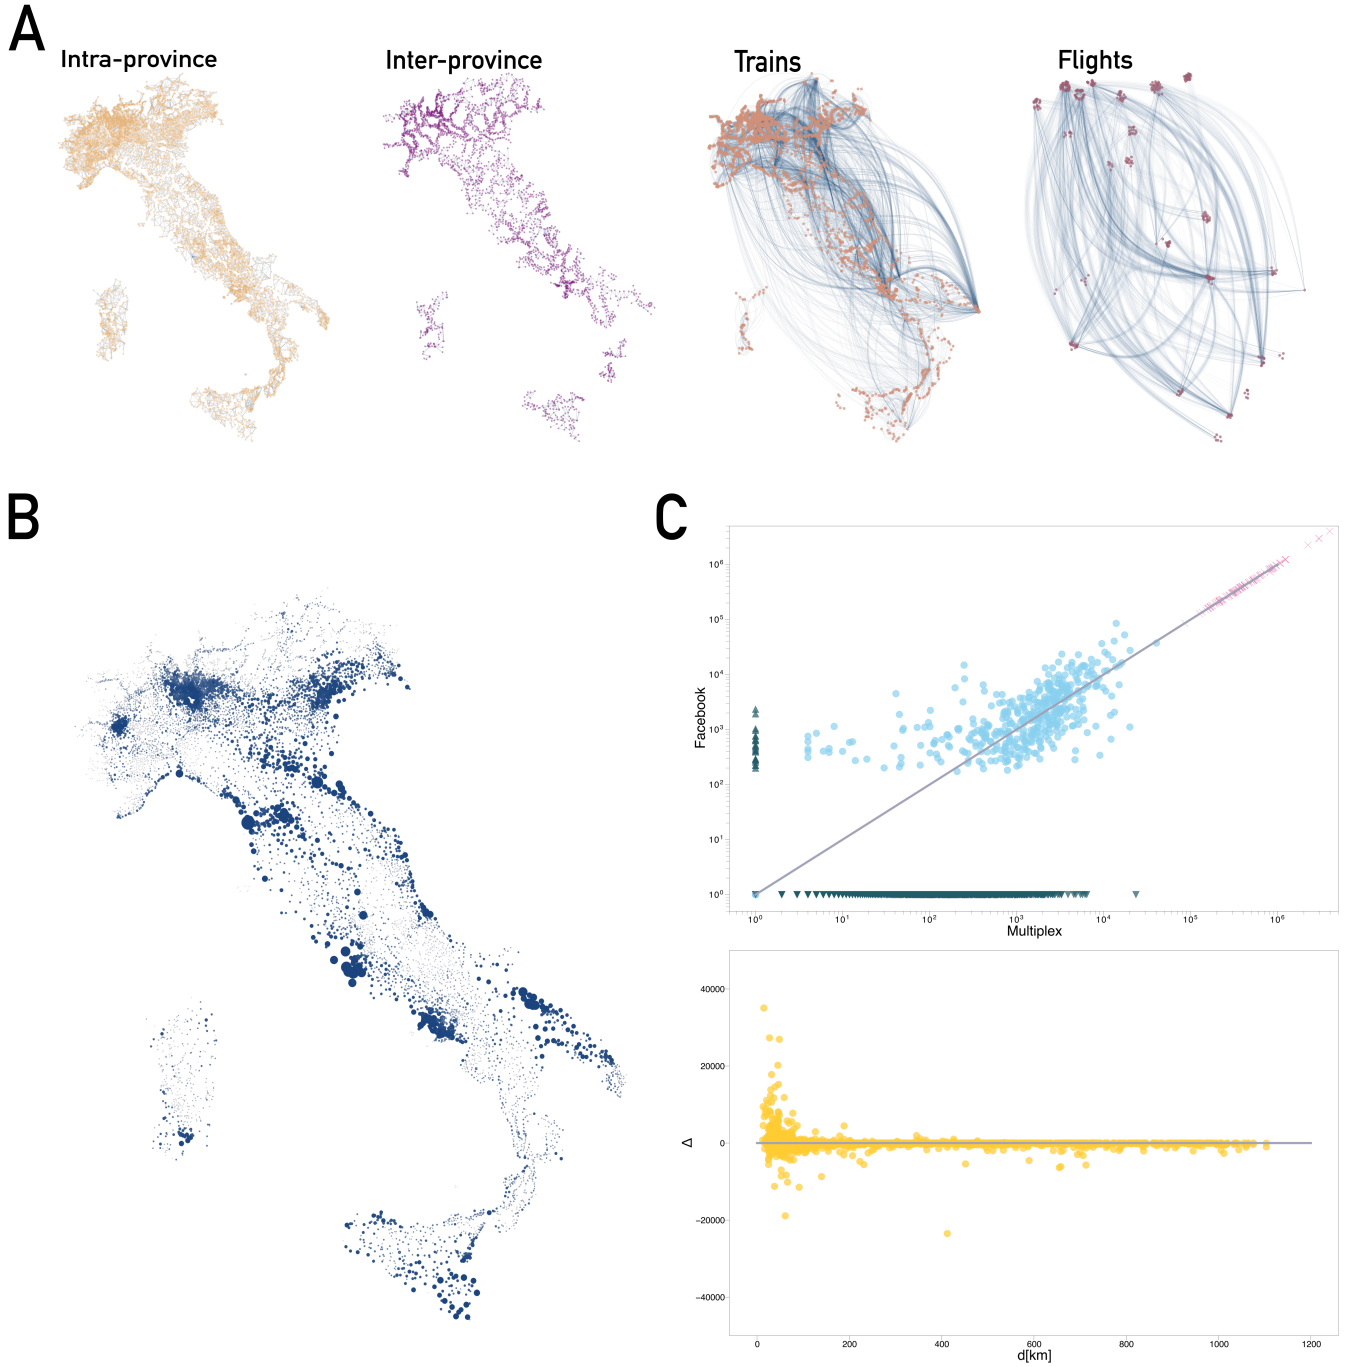 A
Intra-province
Inter-province
Trains
Flights
B
C
10⁶
10⁵
10⁴
10³
10²
10¹
10⁰
Facebook
10⁰ 10¹ 10² 10³ 10⁴ 10⁵ 10⁶
Multiplex
40000
20000
0
−20000
−40000
Δ
0 200 400 600 800 1000 1200
d[km]